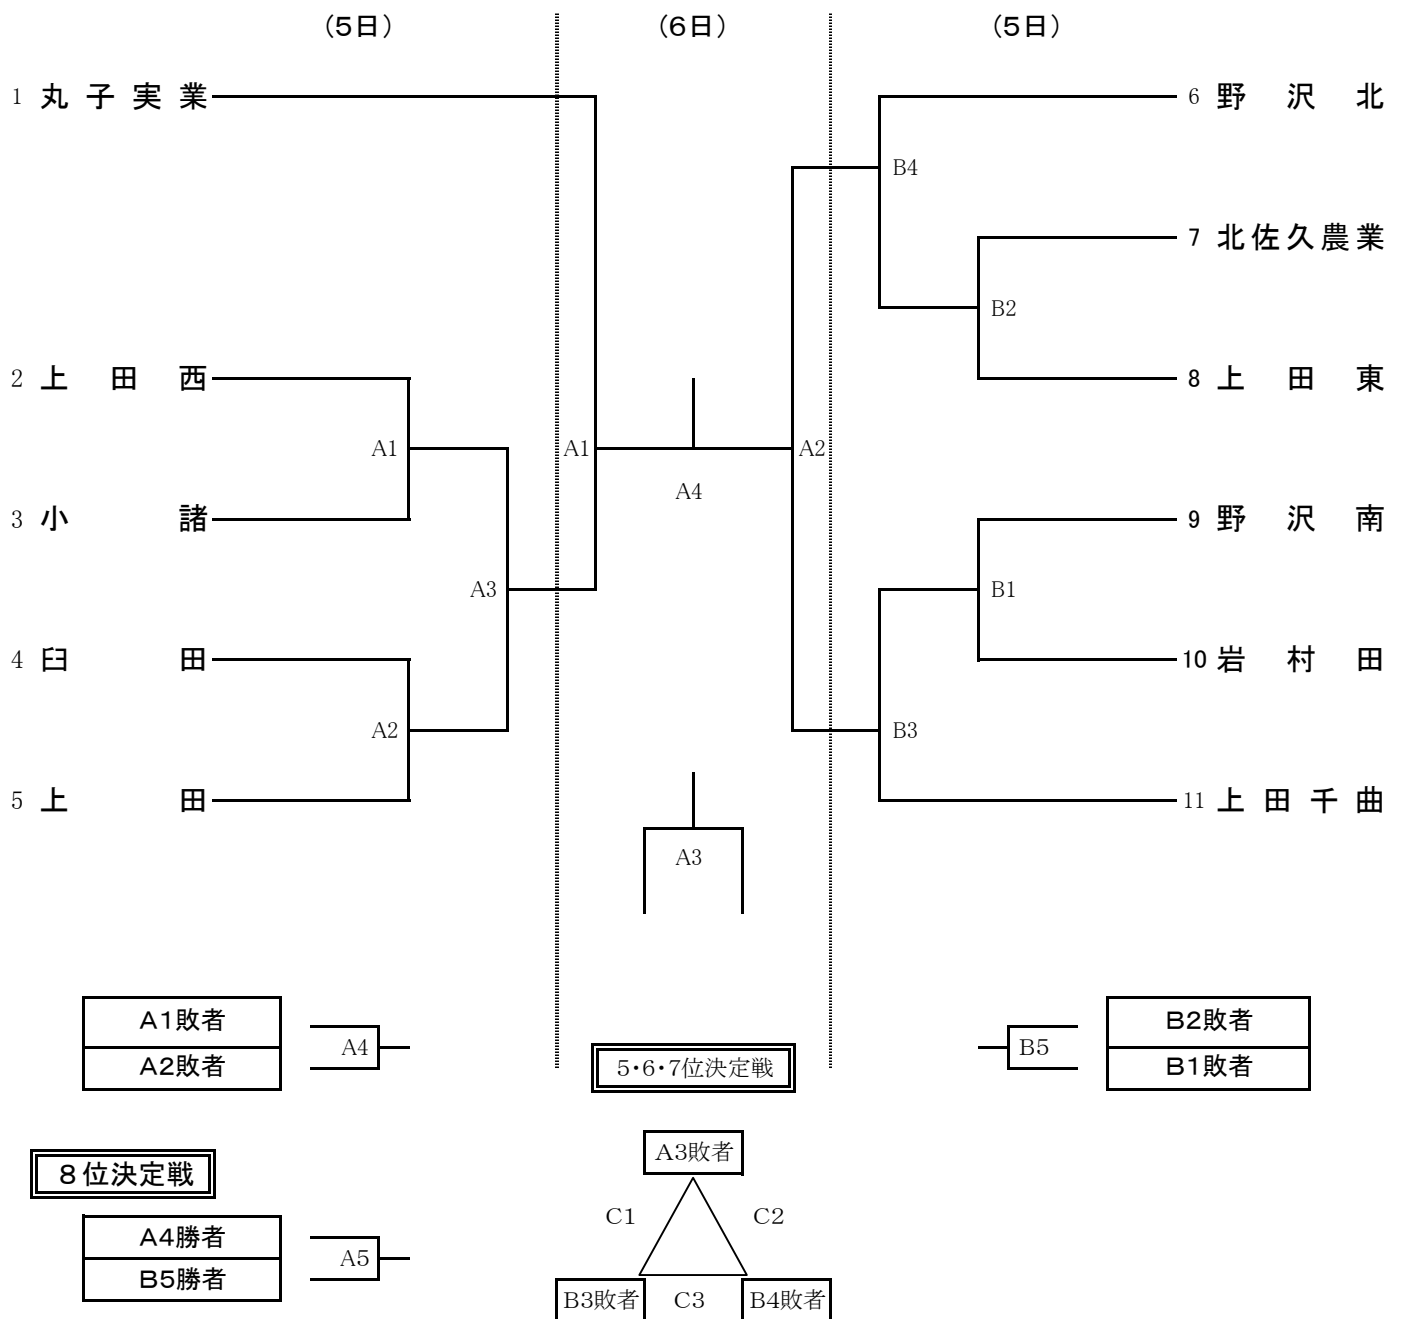 (5日) (6日) (5日)
1 丸子実業 6 野沢北
B4
7 北佐久農業
B2
2 上田西 8 上田東
A1 A1 A2
A4
3 小諸 9 野沢南
A3 B1
4 臼田 10 岩村田
A2 B3
5 上田 11 上田千曲
A3
A1敗者 B2敗者
A4 B5
A2敗者 B1敗者
5・6・7位決定戦
A3敗者
8位決定戦
C1 C2
A4勝者
A5
B5勝者
B3敗者 C3 B4敗者